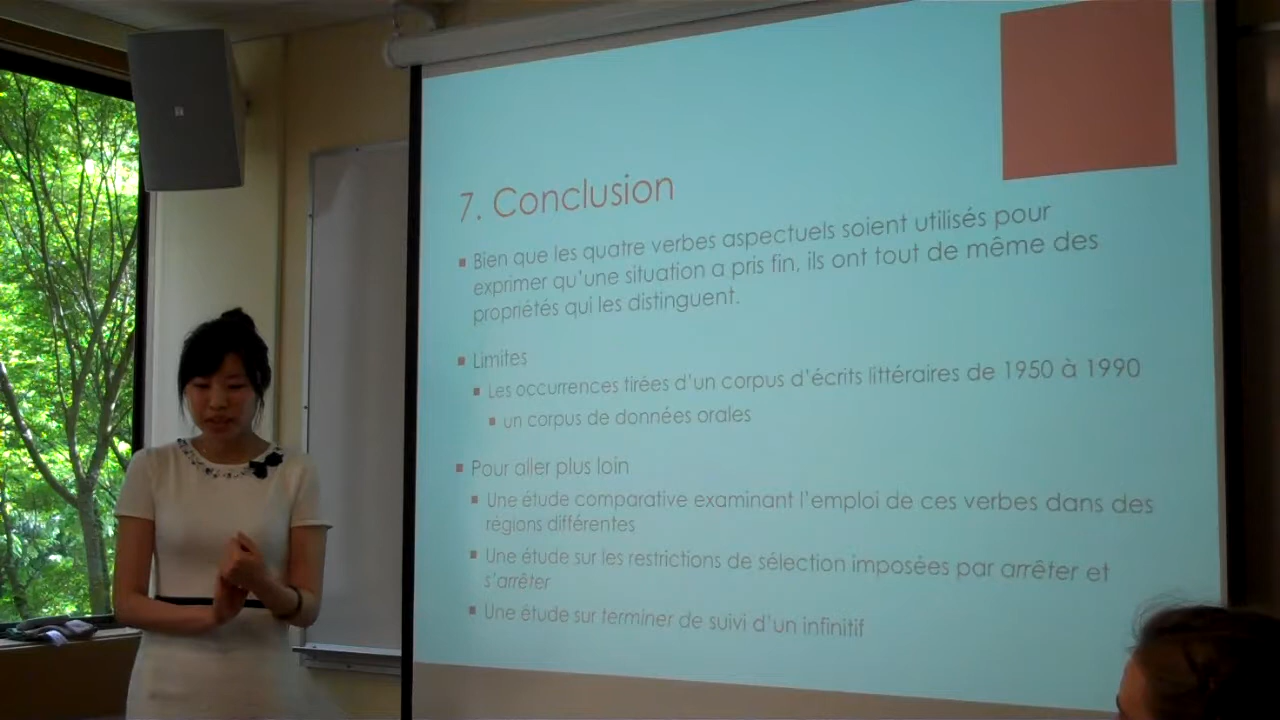 7. Conclusion
Bien que les quatre verbes aspectuels soient utilisés pour
exprimer qu'une situation a pris fin, ils ont tout de même des
propriétés qui les distinguent.
Limites
Les occurrences tirées d'un corpus d'écrits littéraires de 1950 à 1990
un corpus de données orales
Pour aller plus loin
Une étude comparative examinant l'emploi de ces verbes dans des
régions différentes
Une étude sur les restrictions de sélection imposées par arrêter et
s'arrêter
Une étude sur terminer de suivi d'un infinitif